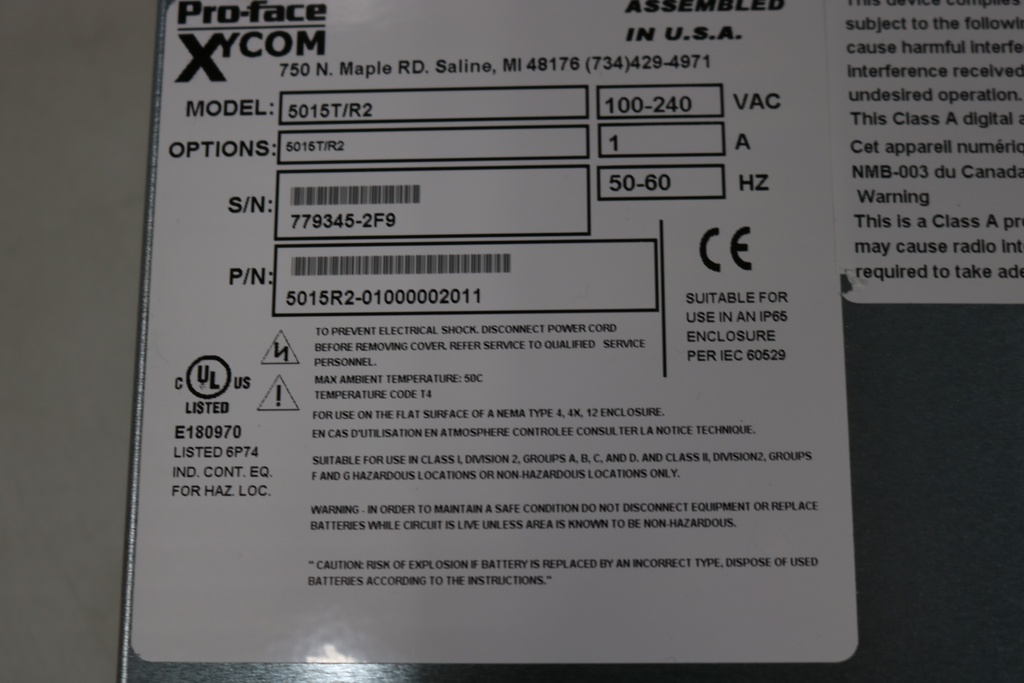 Pro-face
XYCOM
ASSEMBLED
IN U.S.A.
750 N. Maple RD. Saline, MI 48176 (734)429-4971
MODEL: 5015T/R2 100-240 VAC
OPTIONS: 5015T/R2 1 A
50-60 HZ
S/N: 779345-2F9
P/N: 5015R2-01000002011
CE
SUITABLE FOR
USE IN AN IP65
ENCLOSURE
PER IEC 60529
TO PREVENT ELECTRICAL SHOCK. DISCONNECT POWER CORD
BEFORE REMOVING COVER. REFER SERVICE TO QUALIFIED SERVICE
PERSONNEL.
MAX AMBIENT TEMPERATURE: 50C
TEMPERATURE CODE T4
C UL US
LISTED
E180970
LISTED 6P74
IND. CONT. EQ.
FOR HAZ. LOC.
FOR USE ON THE FLAT SURFACE OF A NEMA TYPE 4, 4X, 12 ENCLOSURE.
EN CAS D'UTILISATION EN ATMOSPHERE CONTROLEE CONSULTER LA NOTICE TECHNIQUE.
SUITABLE FOR USE IN CLASS I, DIVISION 2, GROUPS A, B, C, AND D. AND CLASS II, DIVISION2, GROUPS
F AND G HAZARDOUS LOCATIONS OR NON-HAZARDOUS LOCATIONS ONLY.
WARNING - IN ORDER TO MAINTAIN A SAFE CONDITION DO NOT DISCONNECT EQUIPMENT OR REPLACE
BATTERIES WHILE CIRCUIT IS LIVE UNLESS AREA IS KNOWN TO BE NON-HAZARDOUS.
" CAUTION: RISK OF EXPLOSION IF BATTERY IS REPLACED BY AN INCORRECT TYPE, DISPOSE OF USED
BATTERIES ACCORDING TO THE INSTRUCTIONS."
This device complies
subject to the
cause harmful
interference received
undesired operation.
This Class A digital
Cet appareil
NMB-003 du Canada
Warning
This is a Class A
may cause radio
required to take